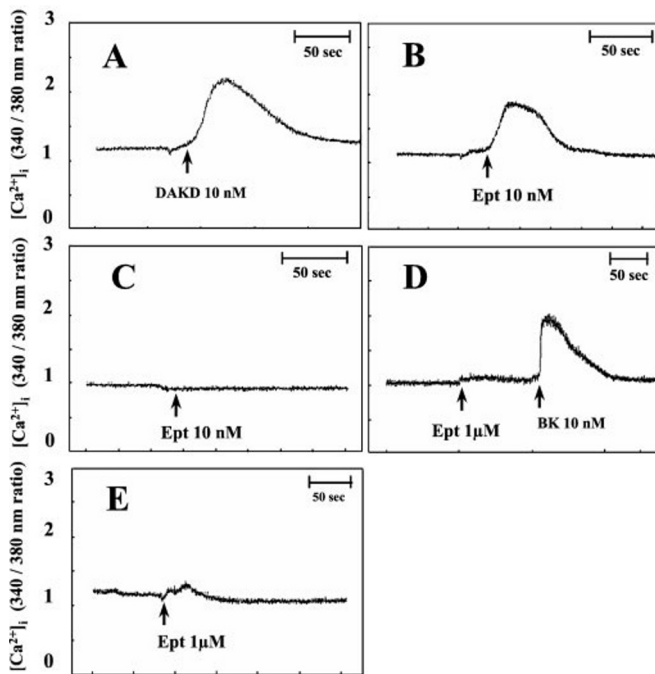 [Ca²⁺]ᵢ (340 / 380 nm ratio)
3
2
1
0
A
50 sec
DAKD 10 nM
B
50 sec
Ept 10 nM
[Ca²⁺]ᵢ (340 / 380 nm ratio)
3
2
1
0
C
50 sec
Ept 10 nM
D
50 sec
Ept 1µM
BK 10 nM
[Ca²⁺]ᵢ (340 / 380 nm ratio)
3
2
1
0
E
50 sec
Ept 1µM